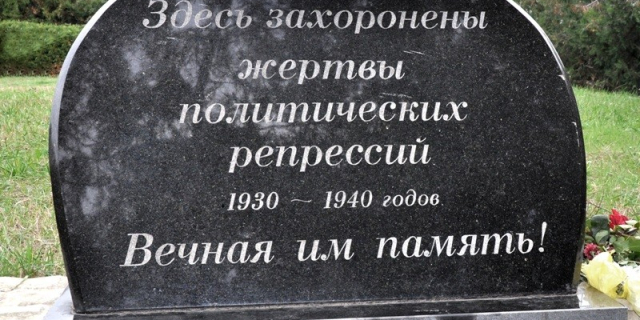 Здесь захоронены
жертвы
политических
репрессий
1930 ~ 1940 годов
Вечная им память!